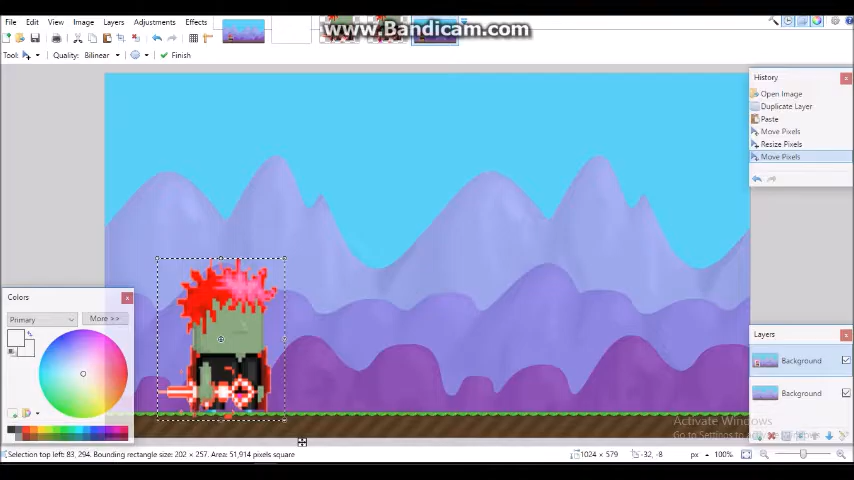 www.Bandicam.com
File Edit View Image Layers Adjustments Effects
Tool: Quality: Bilinear Finish
History
Open Image
Duplicate Layer
Paste
Move Pixels
Resize Pixels
Move Pixels
Colors
Primary More >>
Layers
Background
Background
Activate Windows
Go to Settings to Activate Windows.
Selection top left: 83, 294. Bounding rectangle size: 202 × 257. Area: 51,914 pixels square 1024 × 579 -32, -8 px 100%